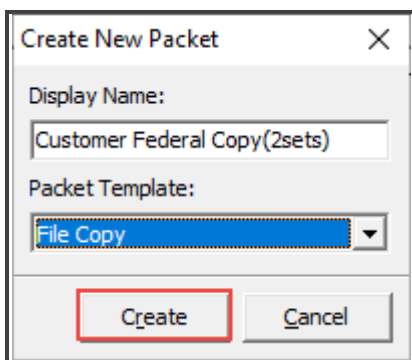 Create New Packet
Display Name:
Customer Federal Copy(2sets)
Packet Template:
File Copy
Create
Cancel